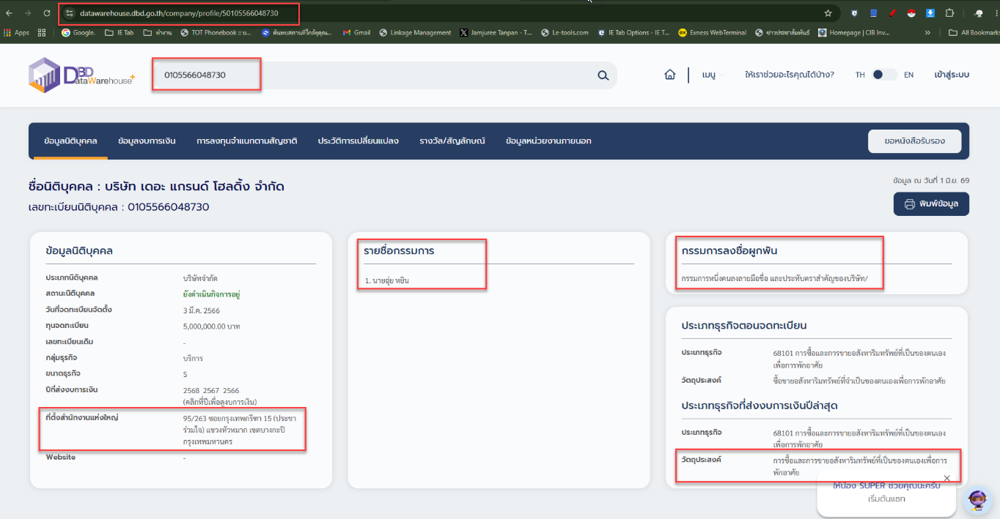 datawarehouse.dbd.go.th/company/profile/50105566048730
Apps
Google.
IE Tab
ทำงาน
TOT Phonebook :: บ...
ค้นพบสถานที่ใกล้คุณ...
Gmail
Linkage Management
Jamjuree Tanpan - T...
Le-tools.com
IE Tab Options - IE T...
Exness WebTerminal
ข่าวประชาสัมพันธ์
Homepage | CIB Inv...
»
All Bookmarks
DBD DataWarehouse+
0105566048730
เมนู
ให้เราช่วยอะไรคุณได้บ้าง?
TH
EN
เข้าสู่ระบบ
ข้อมูลนิติบุคคล
ข้อมูลงบการเงิน
การลงทุนจำแนกตามสัญชาติ
ประวัติการเปลี่ยนแปลง
รางวัล/สัญลักษณ์
ข้อมูลหน่วยงานภายนอก
ขอหนังสือรับรอง
ชื่อนิติบุคคล : บริษัท เดอะ แกรนด์ โฮลดิ้ง จำกัด
ข้อมูล ณ วันที่ 1 มิ.ย. 69
เลขทะเบียนนิติบุคคล : 0105566048730
พิมพ์ข้อมูล
ข้อมูลนิติบุคคล
ประเภทนิติบุคคล บริษัทจำกัด
สถานะนิติบุคคล ยังดำเนินกิจการอยู่
วันที่จดทะเบียนจัดตั้ง 3 มี.ค. 2566
ทุนจดทะเบียน 5,000,000.00 บาท
เลขทะเบียนเดิม -
กลุ่มธุรกิจ บริการ
ขนาดธุรกิจ S
ปีที่ส่งงบการเงิน 2568 2567 2566
(คลิกที่ปีเพื่อดูงบการเงิน)
ที่ตั้งสำนักงานแห่งใหญ่ 95/263 ซอยกรุงเทพกรีฑา 15 (ประชา
ร่วมใจ) แขวงหัวหมาก เขตบางกะปิ
กรุงเทพมหานคร
Website -
รายชื่อกรรมการ
1. นายฉุ่ย หยิน
กรรมการลงชื่อผูกพัน
กรรมการหนึ่งคนลงลายมือชื่อ และประทับตราสำคัญของบริษัท/
ประเภทธุรกิจตอนจดทะเบียน
ประเภทธุรกิจ 68101 การซื้อและการขายอสังหาริมทรัพย์ที่เป็นของตนเอง
เพื่อการพักอาศัย
วัตถุประสงค์ ซื้อขายอสังหาริมทรัพย์ที่จำเป็นของตนเองเพื่อการพักอาศัย
ประเภทธุรกิจที่ส่งงบการเงินปีล่าสุด
ประเภทธุรกิจ 68101 การซื้อและการขายอสังหาริมทรัพย์ที่เป็นของตนเอง
เพื่อการพักอาศัย
วัตถุประสงค์ การซื้อและการขายอสังหาริมทรัพย์ที่เป็นของตนเองเพื่อการ
พักอาศัย
ให้น้อง SUPER ช่วยคุณนะครับ
เริ่มต้นแชท